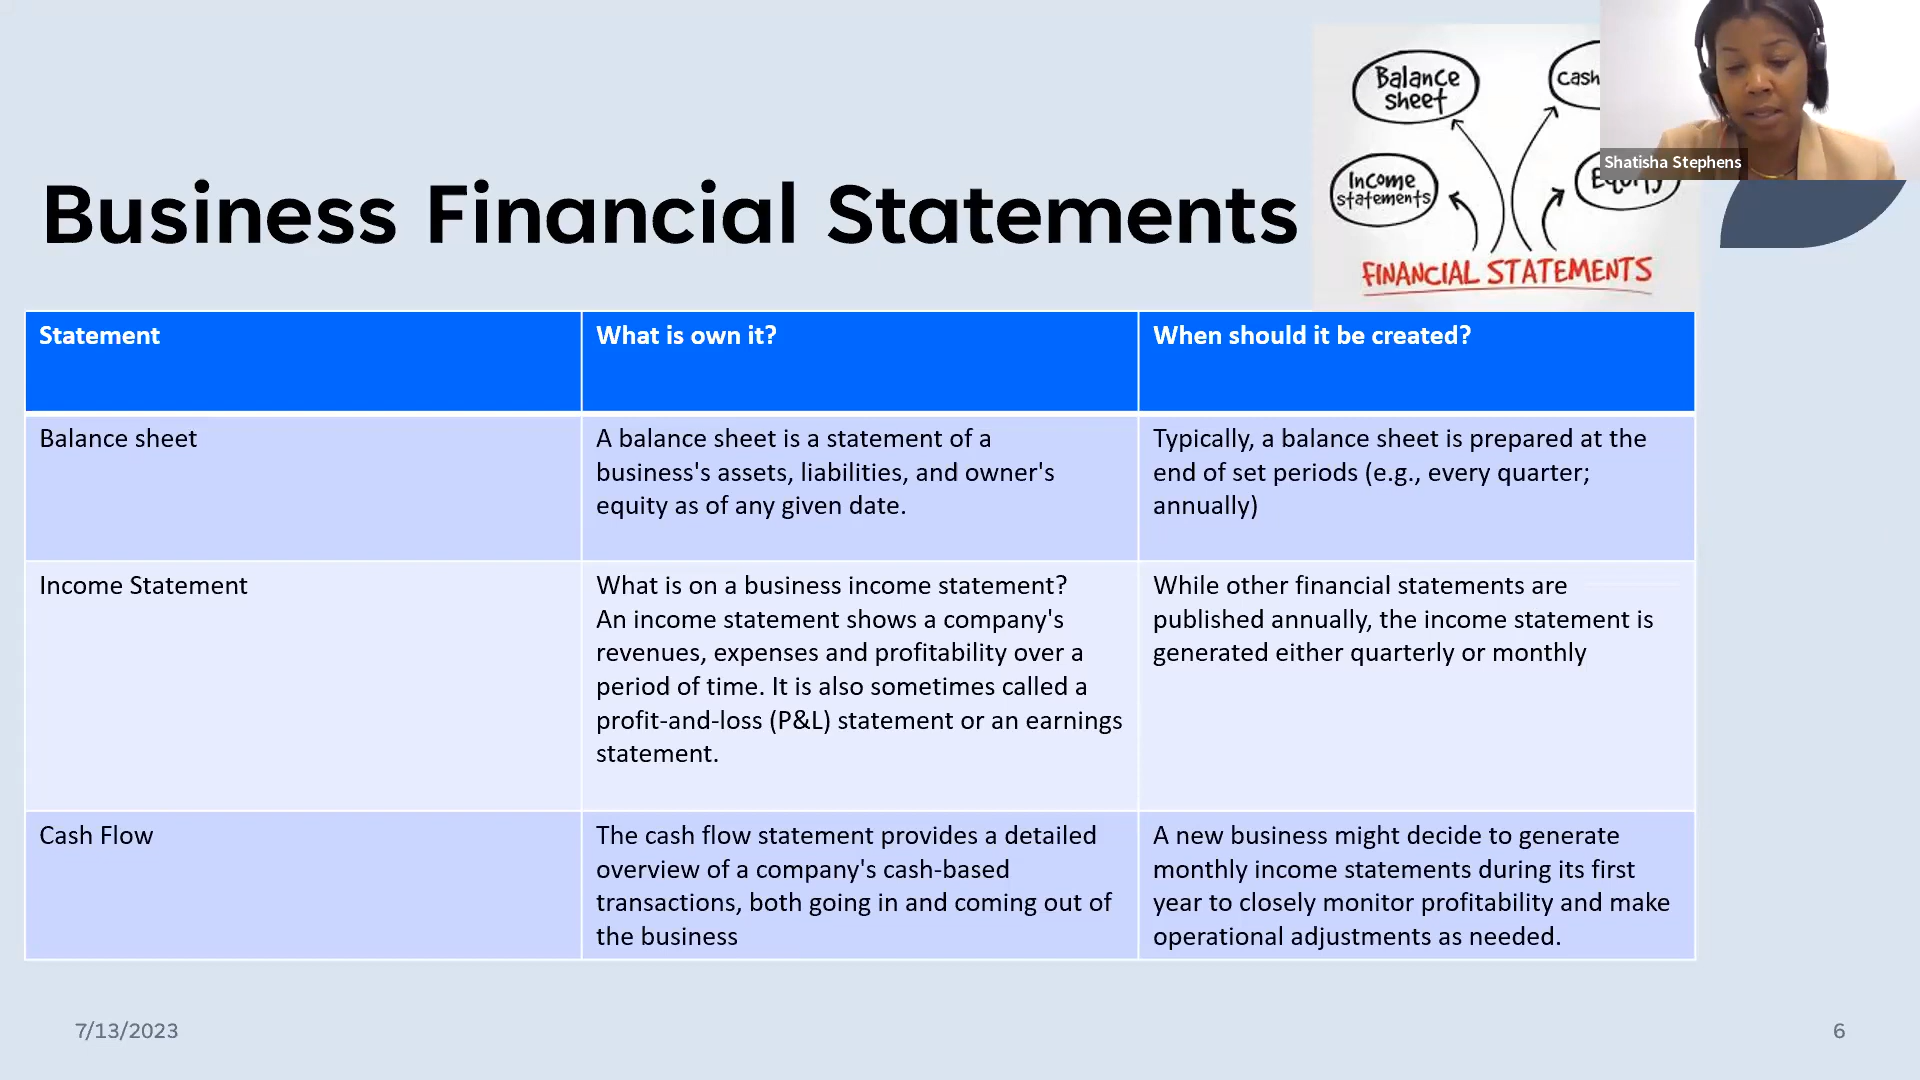 Balance
sheet
Cash
Shatisha Stephens
Income
statements
Equity
FINANCIAL STATEMENTS
Business Financial Statements
Statement
What is own it?
When should it be created?
Balance sheet
A balance sheet is a statement of a
business's assets, liabilities, and owner's
equity as of any given date.
Typically, a balance sheet is prepared at the
end of set periods (e.g., every quarter;
annually)
Income Statement
What is on a business income statement?
An income statement shows a company's
revenues, expenses and profitability over a
period of time. It is also sometimes called a
profit-and-loss (P&L) statement or an earnings
statement.
While other financial statements are
published annually, the income statement is
generated either quarterly or monthly
Cash Flow
The cash flow statement provides a detailed
overview of a company's cash-based
transactions, both going in and coming out of
the business
A new business might decide to generate
monthly income statements during its first
year to closely monitor profitability and make
operational adjustments as needed.
7/13/2023
6